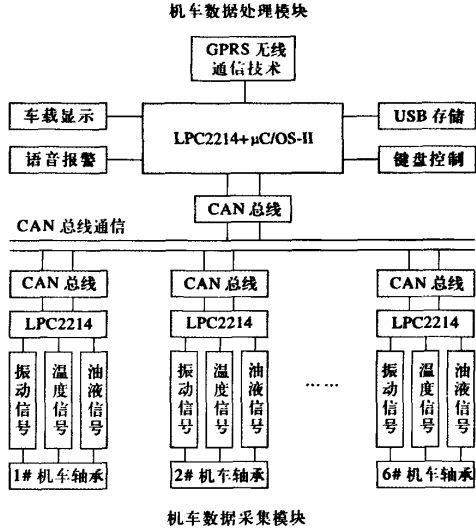 机车数据处理模块
GPRS 无线
通信技术
车载显示
LPC2214+μC/OS-II
USB 存储
语音报警
键盘控制
CAN 总线
CAN 总线通信
CAN 总线
CAN 总线
CAN 总线
LPC2214
LPC2214
LPC2214
振动信号
温度信号
油液信号
振动信号
温度信号
油液信号
……
振动信号
温度信号
油液信号
1# 机车轴承
2# 机车轴承
6# 机车轴承
机车数据采集模块